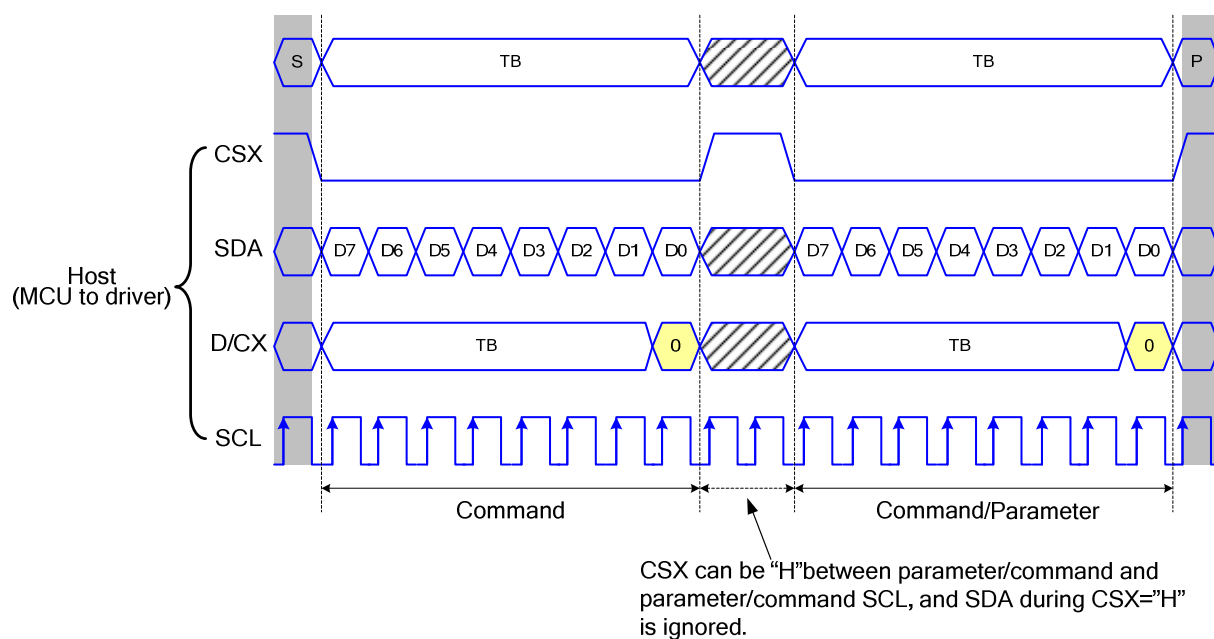 S TB TB P
CSX
SDA D7 D6 D5 D4 D3 D2 D1 D0 D7 D6 D5 D4 D3 D2 D1 D0
Host
(MCU to driver)
D/CX TB 0 TB 0
SCL
Command Command/Parameter
CSX can be “H”between parameter/command and
parameter/command SCL, and SDA during CSX=”H”
is ignored.